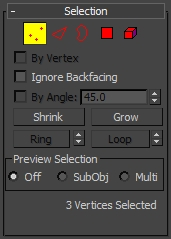 - Selection
By Vertex
Ignore Backfacing
By Angle: 45.0
Shrink Grow
Ring Loop
Preview Selection
Off SubObj Multi
3 Vertices Selected